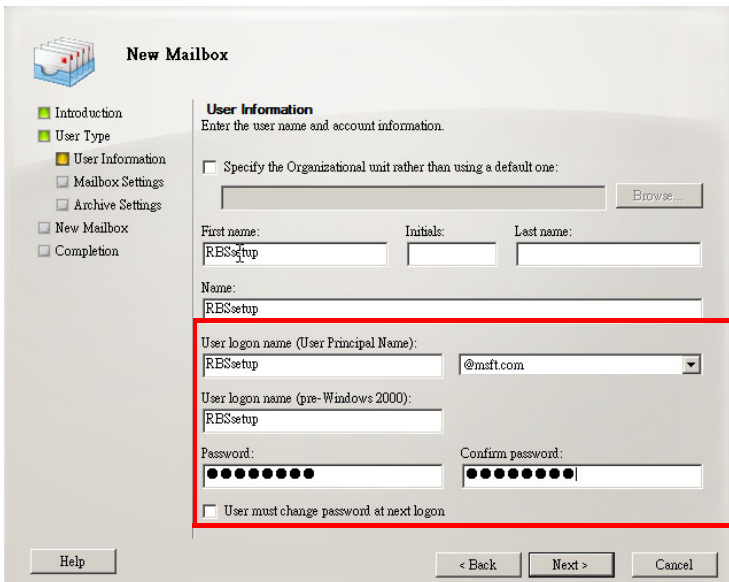 New Mailbox
Introduction
User Type
User Information
Mailbox Settings
Archive Settings
New Mailbox
Completion
User Information
Enter the user name and account information.
Specify the Organizational unit rather than using a default one:
Browse...
First name: Initials: Last name:
RBSsetup
Name:
RBSsetup
User logon name (User Principal Name):
RBSsetup @msft.com
User logon name (pre-Windows 2000):
RBSsetup
Password: Confirm password:
●●●●●●●● ●●●●●●●●
User must change password at next logon
Help < Back Next > Cancel